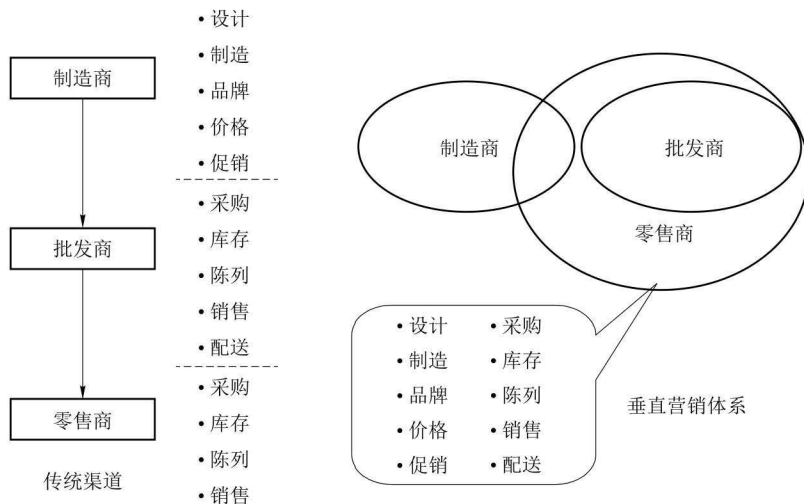 制造商
批发商
零售商
传统渠道
• 设计
• 制造
• 品牌
• 价格
• 促销
• 采购
• 库存
• 陈列
• 销售
• 配送
• 采购
• 库存
• 陈列
• 销售
制造商
批发商
零售商
• 设计 • 采购
• 制造 • 库存
• 品牌 • 陈列
• 价格 • 销售
• 促销 • 配送
垂直营销体系